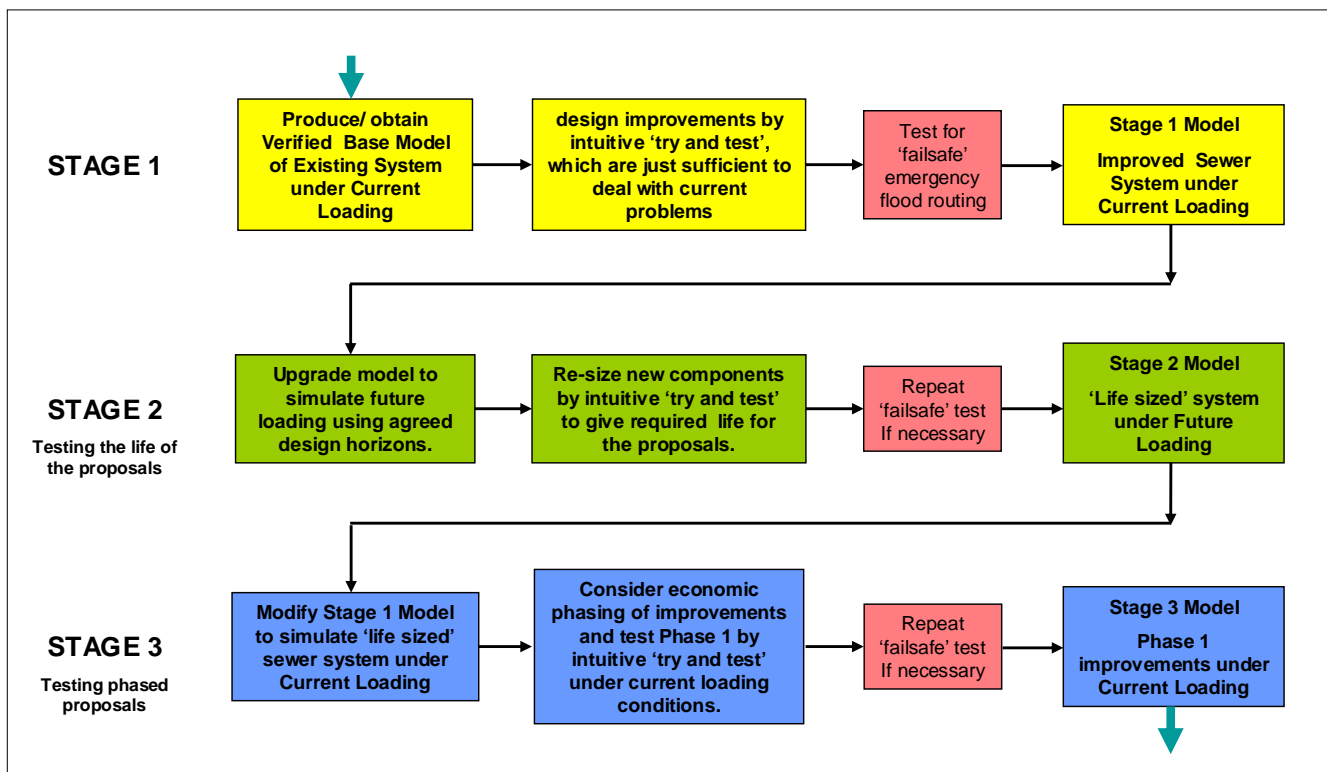 STAGE 1
Produce/ obtain
Verified Base Model
of Existing System
under Current
Loading
design improvements by
intuitive ‘try and test’,
which are just sufficient to
deal with current
problems
Test for
‘failsafe’
emergency
flood routing
Stage 1 Model
Improved Sewer
System under
Current Loading
STAGE 2
Testing the life of
the proposals
Upgrade model to
simulate future
loading using agreed
design horizons.
Re-size new components
by intuitive ‘try and test’
to give required life for
the proposals.
Repeat
‘failsafe’ test
If necessary
Stage 2 Model
‘Life sized’ system
under Future
Loading
STAGE 3
Testing phased
proposals
Modify Stage 1 Model
to simulate ‘life sized’
sewer system under
Current Loading
Consider economic
phasing of improvements
and test Phase 1 by
intuitive ‘try and test’
under current loading
conditions.
Repeat
‘failsafe’ test
If necessary
Stage 3 Model
Phase 1
improvements under
Current Loading